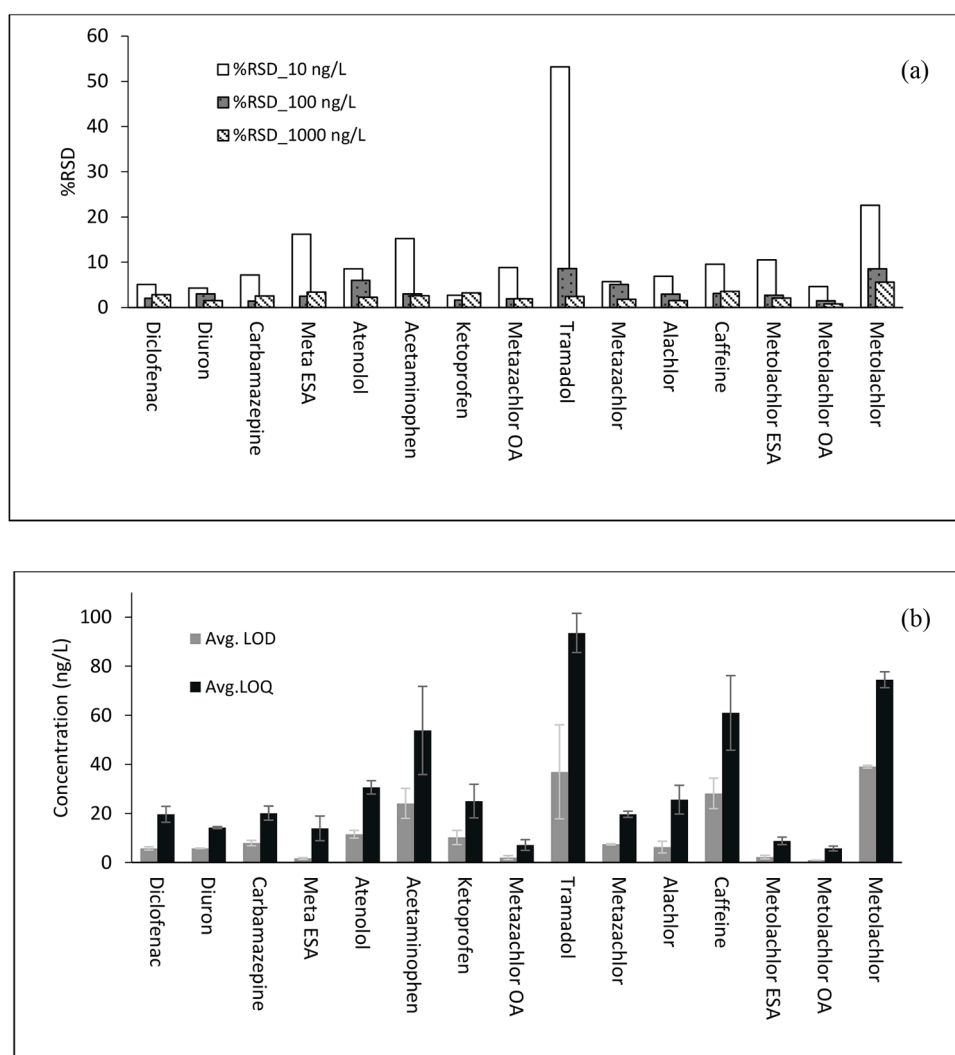 (a)
60
50
40
30
20
10
0
%RSD
%RSD_10 ng/L
%RSD_100 ng/L
%RSD_1000 ng/L
Diclofenac
Diuron
Carbamazepine
Meta ESA
Atenolol
Acetaminophen
Ketoprofen
Metazachlor OA
Tramadol
Metazachlor
Alachlor
Caffeine
Metolachlor ESA
Metolachlor OA
Metolachlor
(b)
100
80
60
40
20
0
Concentration (ng/L)
Avg. LOD
Avg.LOQ
Diclofenac
Diuron
Carbamazepine
Meta ESA
Atenolol
Acetaminophen
Ketoprofen
Metazachlor OA
Tramadol
Metazachlor
Alachlor
Caffeine
Metolachlor ESA
Metolachlor OA
Metolachlor